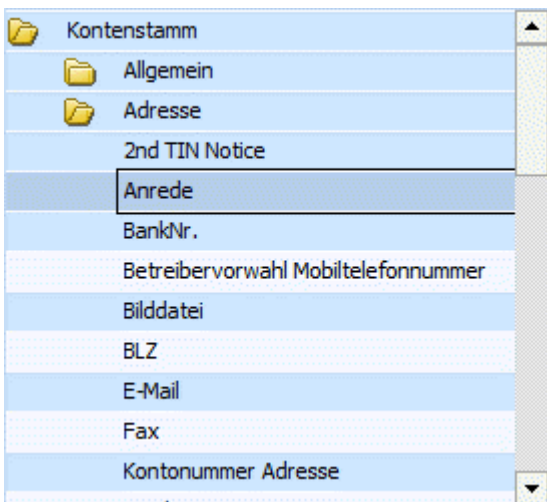 Kontenstamm
Allgemein
Adresse
2nd TIN Notice
Anrede
BankNr.
Betreibervorwahl Mobiltelefonnummer
Bilddatei
BLZ
E-Mail
Fax
Kontonummer Adresse